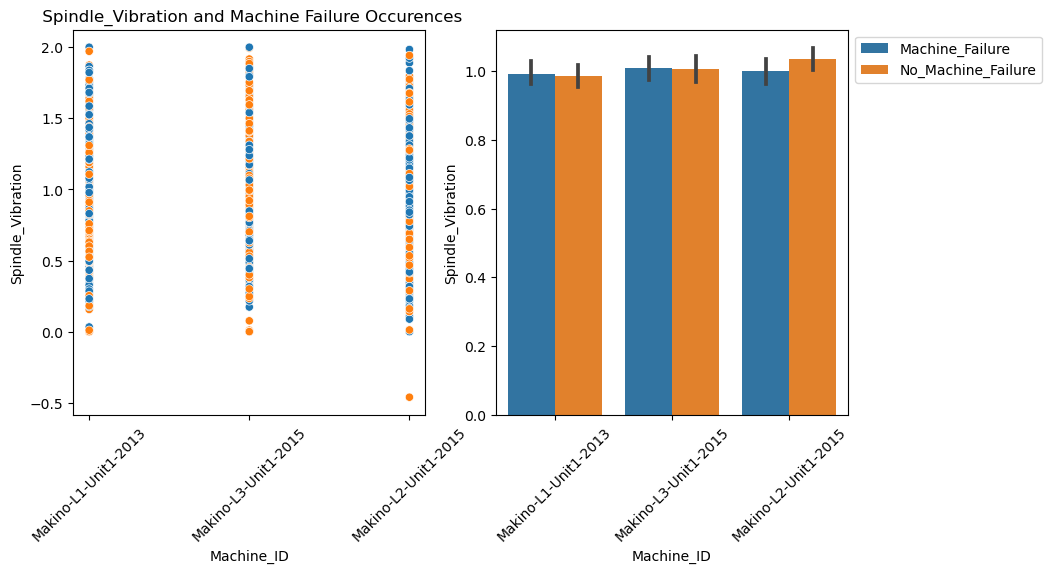 Spindle_Vibration and Machine Failure Occurences
Spindle_Vibration
2.0
1.5
1.0
0.5
0.0
−0.5
Makino-L1-Unit1-2013
Makino-L3-Unit1-2015
Makino-L2-Unit1-2015
Machine_ID
Spindle_Vibration
1.0
0.8
0.6
0.4
0.2
0.0
Makino-L1-Unit1-2013
Makino-L3-Unit1-2015
Makino-L2-Unit1-2015
Machine_ID
Machine_Failure
No_Machine_Failure